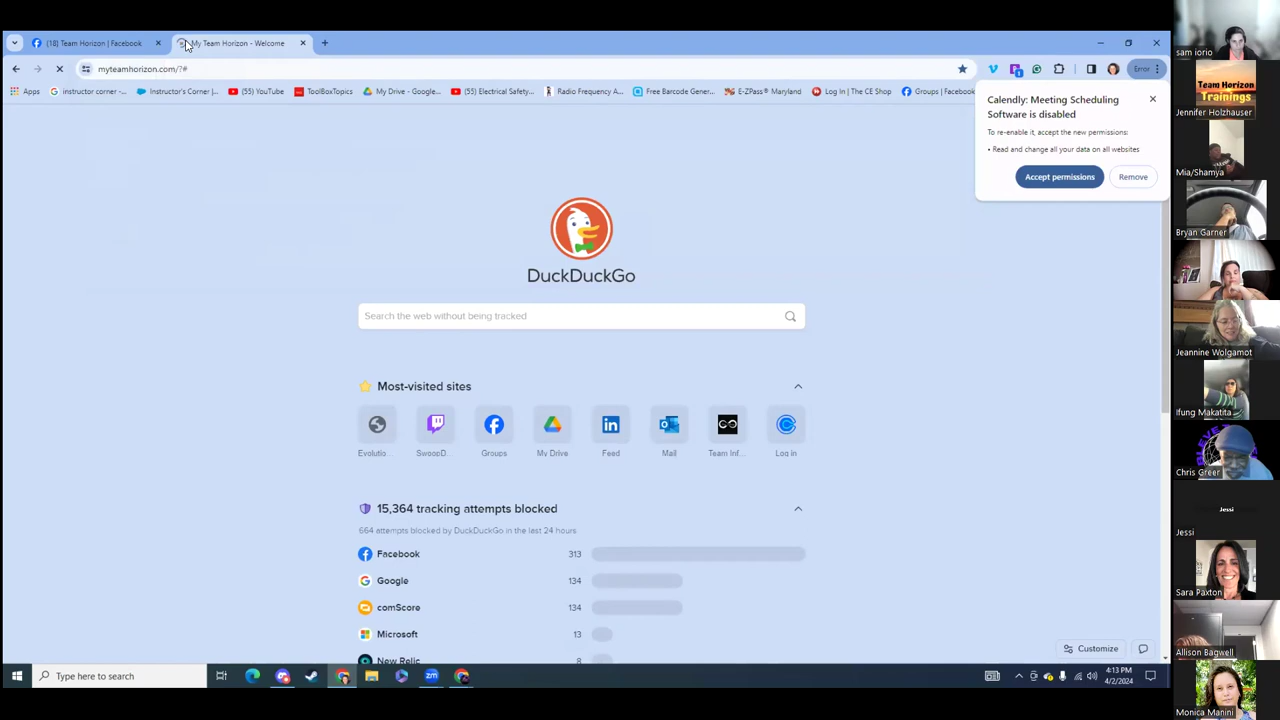 (18) Team Horizon | Facebook
My Team Horizon - Welcome
myteamhorizon.com/?#
Error
Apps
instructor corner -...
Instructor's Corner |...
(55) YouTube
ToolBoxTopics
My Drive - Google...
(53) Electrician U...
Radio Frequency A...
Free Barcode Gener...
E-ZPass® Maryland
Log In | The CE Shop
Groups | Facebook
Calendly: Meeting Scheduling
Software is disabled
To re-enable it, accept the new permissions:
• Read and change all your data on all websites
Accept permissions
Remove
DuckDuckGo
Search the web without being tracked
Most-visited sites
Evolutio...
SwoopD...
Groups
My Drive
Feed
Mail
Team Inf...
Log in
15,364 tracking attempts blocked
664 attempts blocked by DuckDuckGo in the last 24 hours.
Facebook 313
Google 134
comScore 134
Microsoft 13
New Relic 8
Customize
Type here to search
zm
4:13 PM
4/2/2024
sam iorio
Team Horizon
Trainings
Jennifer Holzhauser
Mia/Shamya
Bryan Garner
Jeannine Wolgamot
Ifung Makatita
Chris Greer
Jessi
Jessi
Sara Paxton
Allison Bagwell
Monica Manini